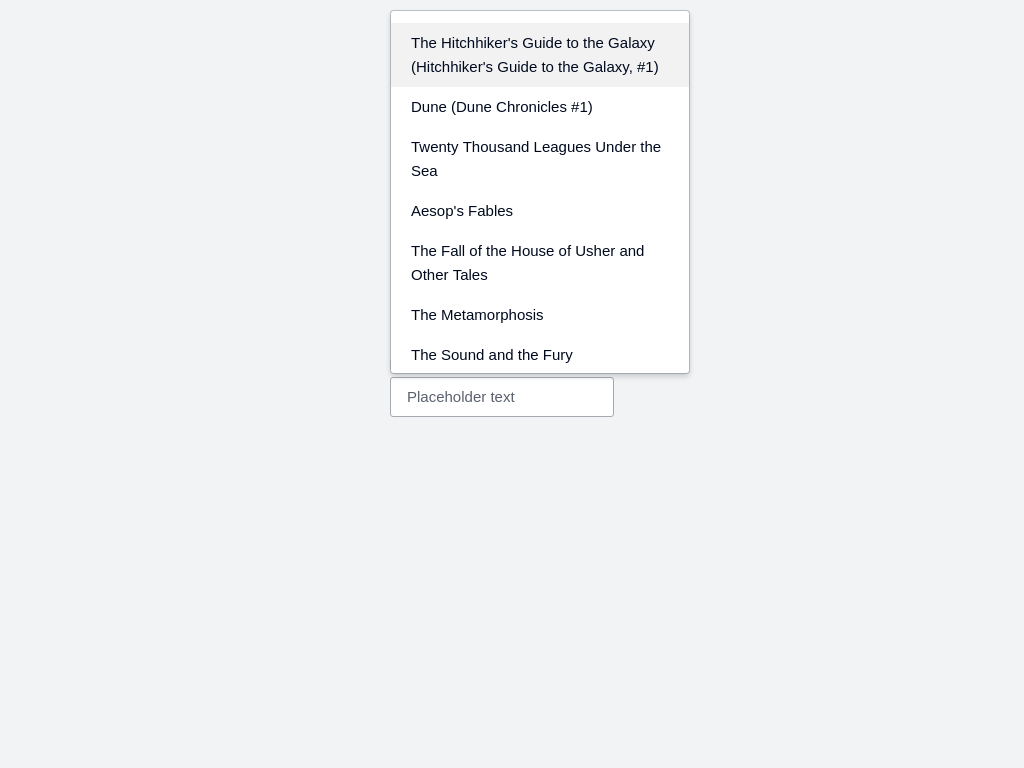 The Hitchhiker's Guide to the Galaxy
(Hitchhiker's Guide to the Galaxy, #1)
Dune (Dune Chronicles #1)
Twenty Thousand Leagues Under the
Sea
Aesop's Fables
The Fall of the House of Usher and
Other Tales
The Metamorphosis
The Sound and the Fury
Placeholder text